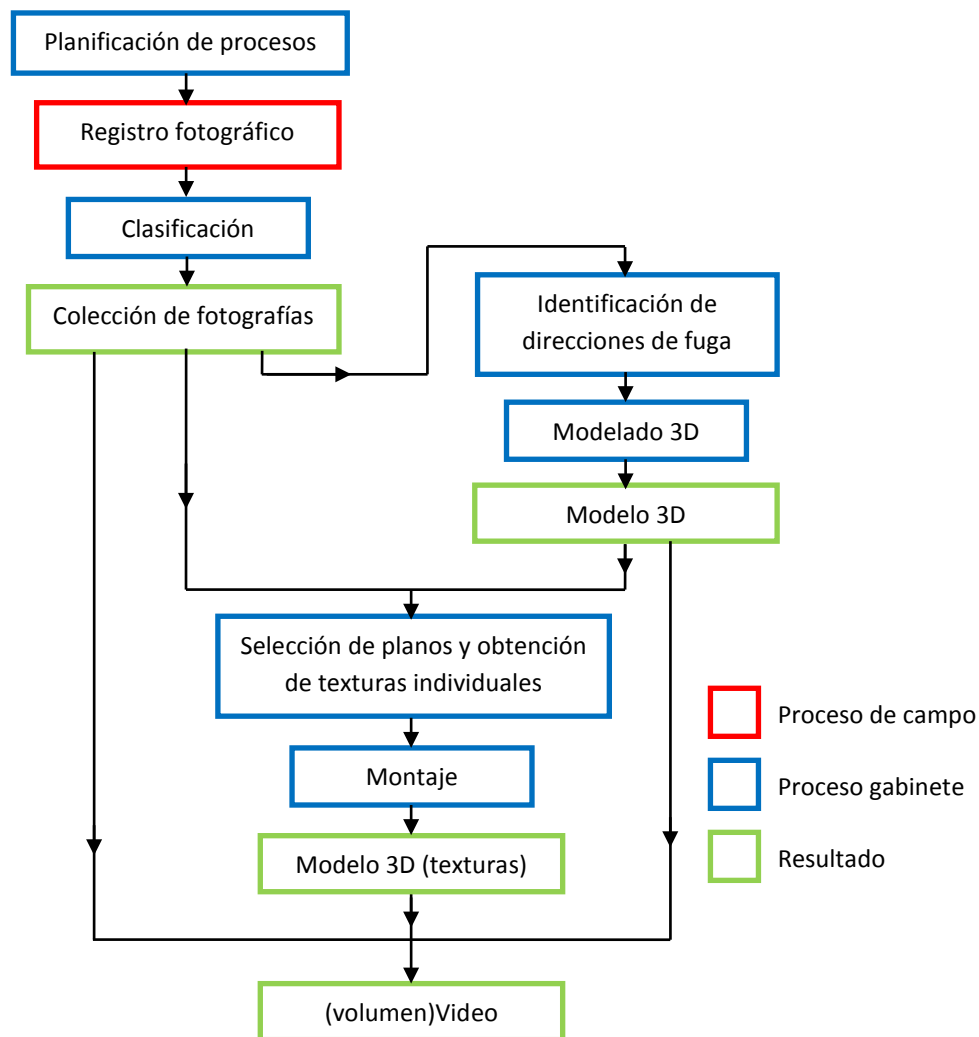 Planificación de procesos
Registro fotográfico
Clasificación
Colección de fotografías
Identificación de
direcciones de fuga
Modelado 3D
Modelo 3D
Selección de planos y obtención
de texturas individuales
Montaje
Modelo 3D (texturas)
(volumen)Video
Proceso de campo
Proceso gabinete
Resultado